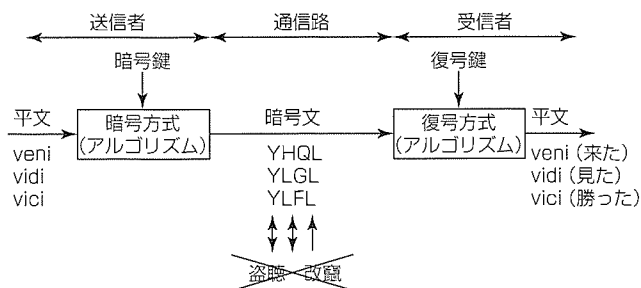 送信者 通信路 受信者
暗号鍵 復号鍵
平文 暗号方式 暗号文 復号方式 平文
(アルゴリズム) (アルゴリズム)
veni YHQL veni (来た)
vidi YLGL vidi (見た)
vici YLFL vici (勝った)
盗聴 改竄